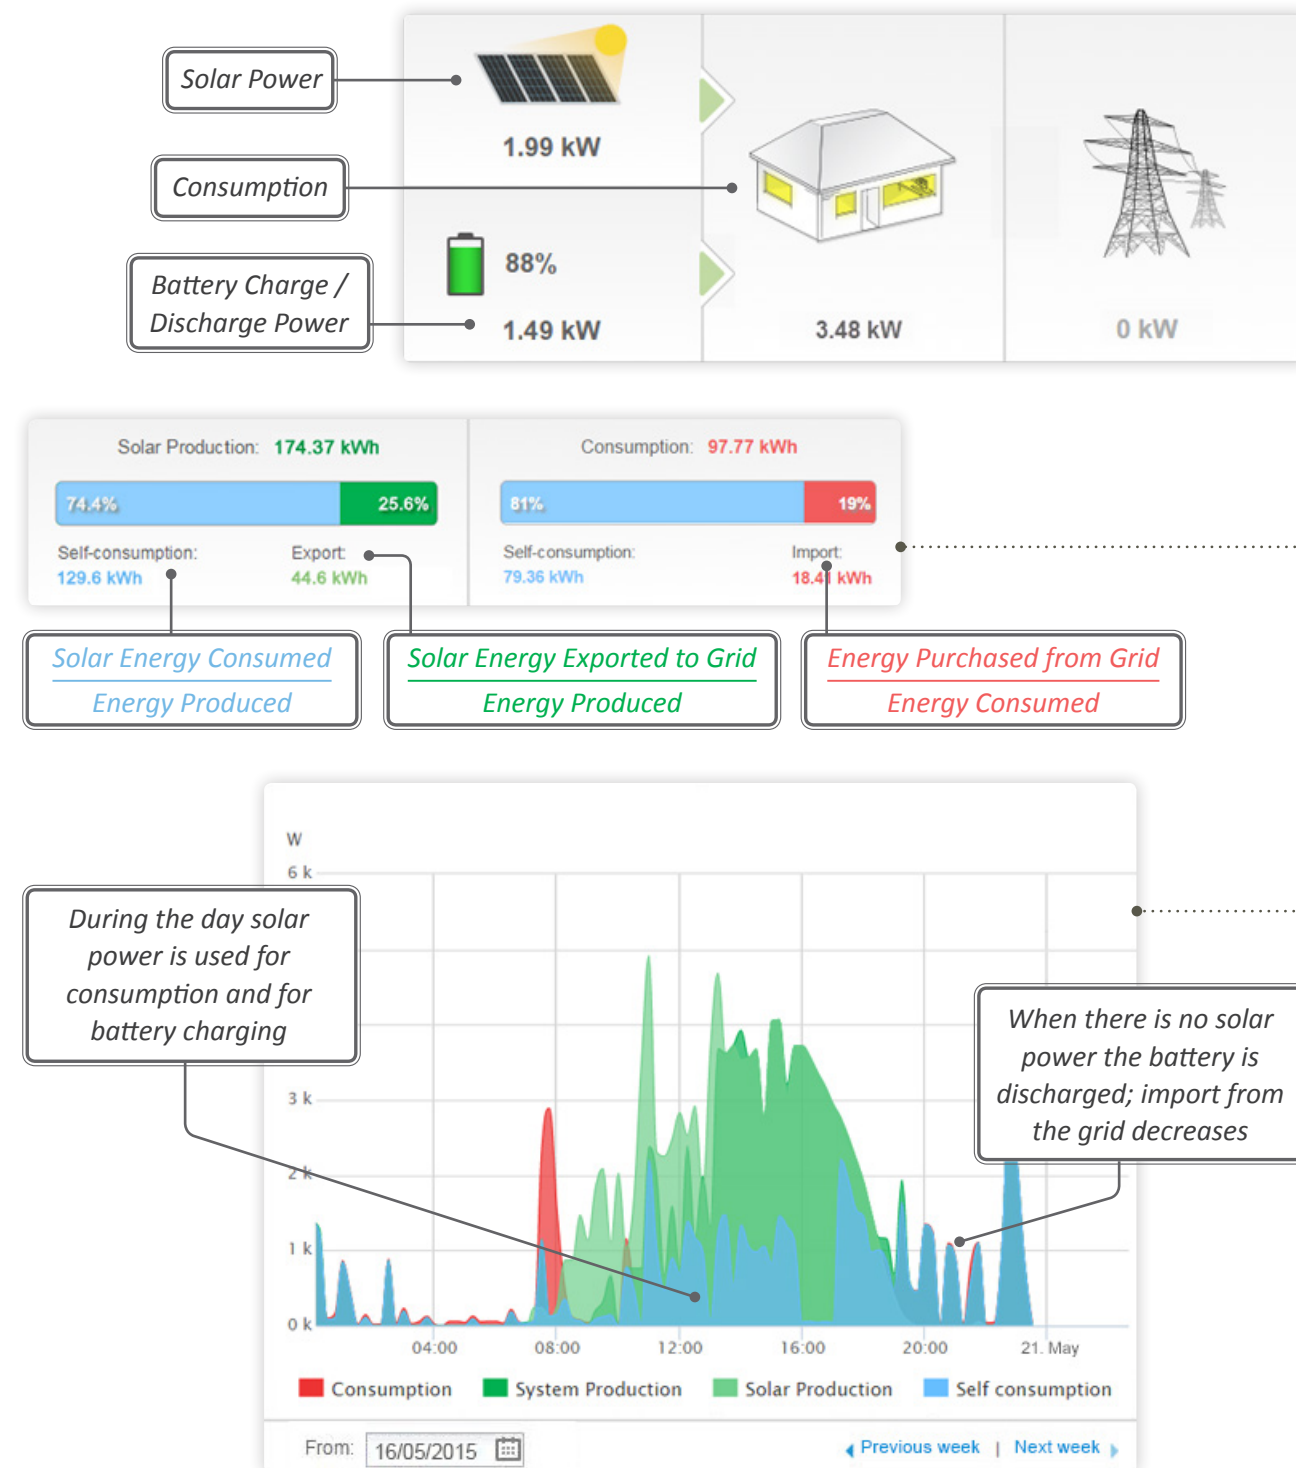 Solar Power
1.99 kW
Consumption
Battery Charge /
Discharge Power
88%
1.49 kW
3.48 kW
0 kW
Solar Production: 174.37 kWh
74.4%
25.6%
Self-consumption:
129.6 kWh
Export:
44.6 kWh
Consumption: 97.77 kWh
81%
19%
Self-consumption:
79.36 kWh
Import:
18.41 kWh
Solar Energy Consumed
Energy Produced
Solar Energy Exported to Grid
Energy Produced
Energy Purchased from Grid
Energy Consumed
W
6 k
During the day solar
power is used for
consumption and for
battery charging
When there is no solar
power the battery is
discharged; import from
the grid decreases
3 k
2 k
1 k
0 k
04:00
08:00
12:00
16:00
20:00
21. May
Consumption
System Production
Solar Production
Self consumption
From: 16/05/2015
Previous week | Next week